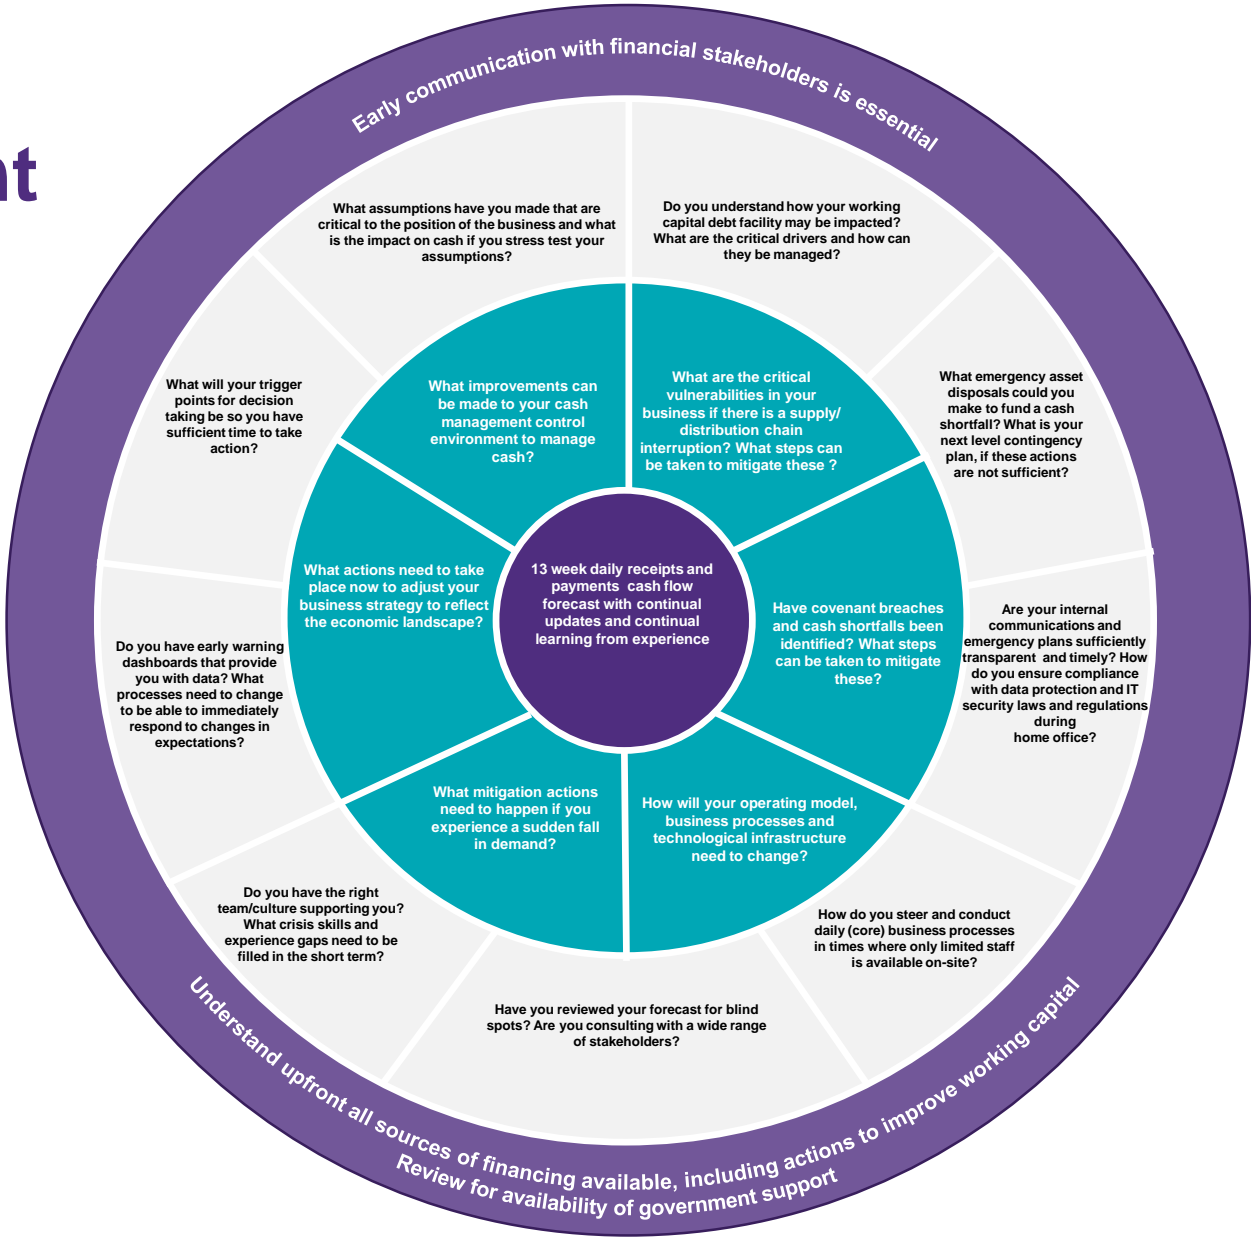 Early communication with financial stakeholders is essential
nt
What assumptions have you made that are
critical to the position of the business and what
is the impact on cash if you stress test your
assumptions?
Do you understand how your working
capital debt facility may be impacted?
What are the critical drivers and how can
they be managed?
What emergency asset
disposals could you
make to fund a cash
shortfall? What is your
next level contingency
plan, if these actions
are not sufficient?
Are your internal
communications and
emergency plans sufficiently
transparent and timely? How
do you ensure compliance
with data protection and IT
security laws and regulations
during
home office?
How do you steer and conduct
daily (core) business processes
in times where only limited staff
is available on-site?
Have you reviewed your forecast for blind
spots? Are you consulting with a wide range
of stakeholders?
Do you have the right
team/culture supporting you?
What crisis skills and
experience gaps need to be
filled in the short term?
Do you have early warning
dashboards that provide
you with data? What
processes need to change
to be able to immediately
respond to changes in
expectations?
What will your trigger
points for decision
taking be so you have
sufficient time to take
action?
What improvements can
be made to your cash
management control
environment to manage
cash?
What are the critical
vulnerabilities in your
business if there is a supply/
distribution chain
interruption? What steps can
be taken to mitigate these ?
Have covenant breaches
and cash shortfalls been
identified? What steps
can be taken to mitigate
these?
How will your operating model,
business processes and
technological infrastructure
need to change?
What mitigation actions
need to happen if you
experience a sudden fall
in demand?
What actions need to take
place now to adjust your
business strategy to reflect
the economic landscape?
13 week daily receipts and
payments cash flow
forecast with continual
updates and continual
learning from experience
Understand upfront all sources of financing available, including actions to improve working capital
Review for availability of government support